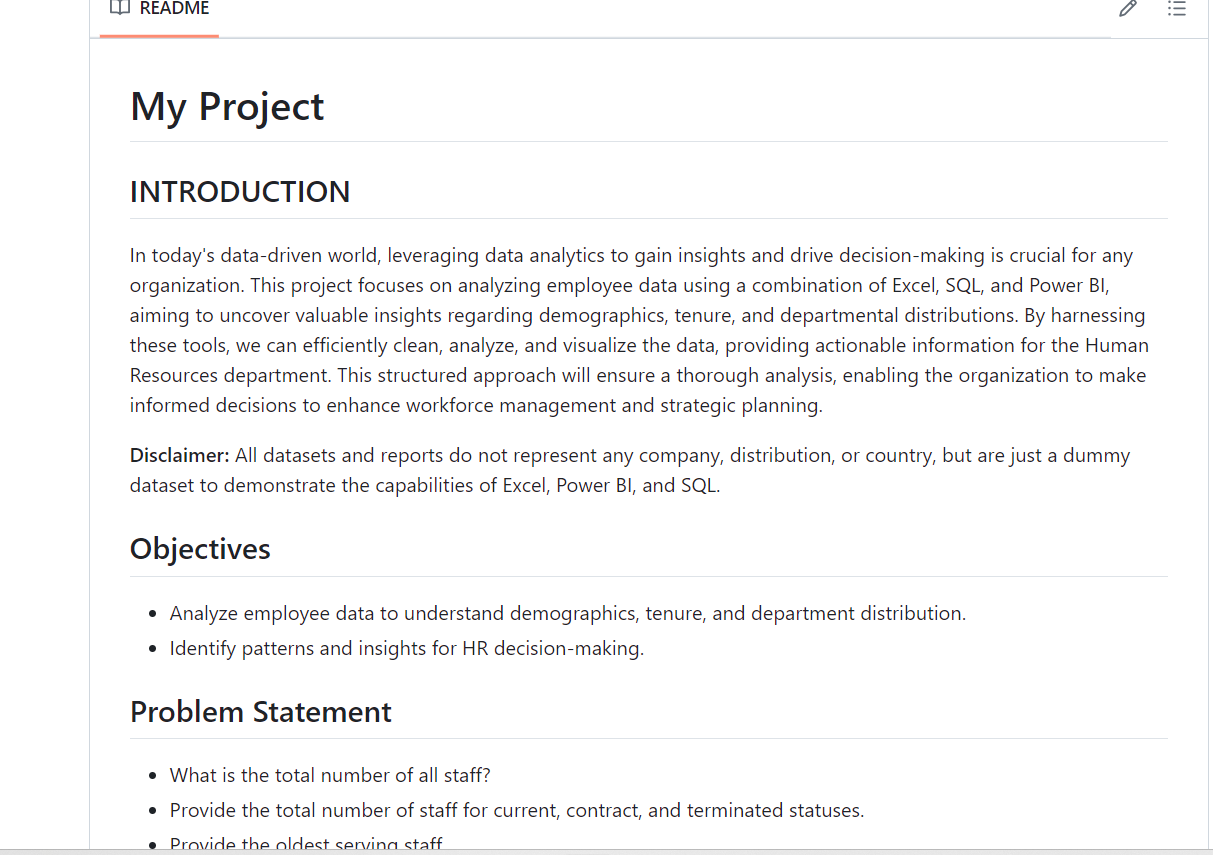 README
My Project
INTRODUCTION
In today's data-driven world, leveraging data analytics to gain insights and drive decision-making is crucial for any
organization. This project focuses on analyzing employee data using a combination of Excel, SQL, and Power BI,
aiming to uncover valuable insights regarding demographics, tenure, and departmental distributions. By harnessing
these tools, we can efficiently clean, analyze, and visualize the data, providing actionable information for the Human
Resources department. This structured approach will ensure a thorough analysis, enabling the organization to make
informed decisions to enhance workforce management and strategic planning.
Disclaimer: All datasets and reports do not represent any company, distribution, or country, but are just a dummy
dataset to demonstrate the capabilities of Excel, Power BI, and SQL.
Objectives
• Analyze employee data to understand demographics, tenure, and department distribution.
• Identify patterns and insights for HR decision-making.
Problem Statement
• What is the total number of all staff?
• Provide the total number of staff for current, contract, and terminated statuses.
• Provide the oldest serving staff